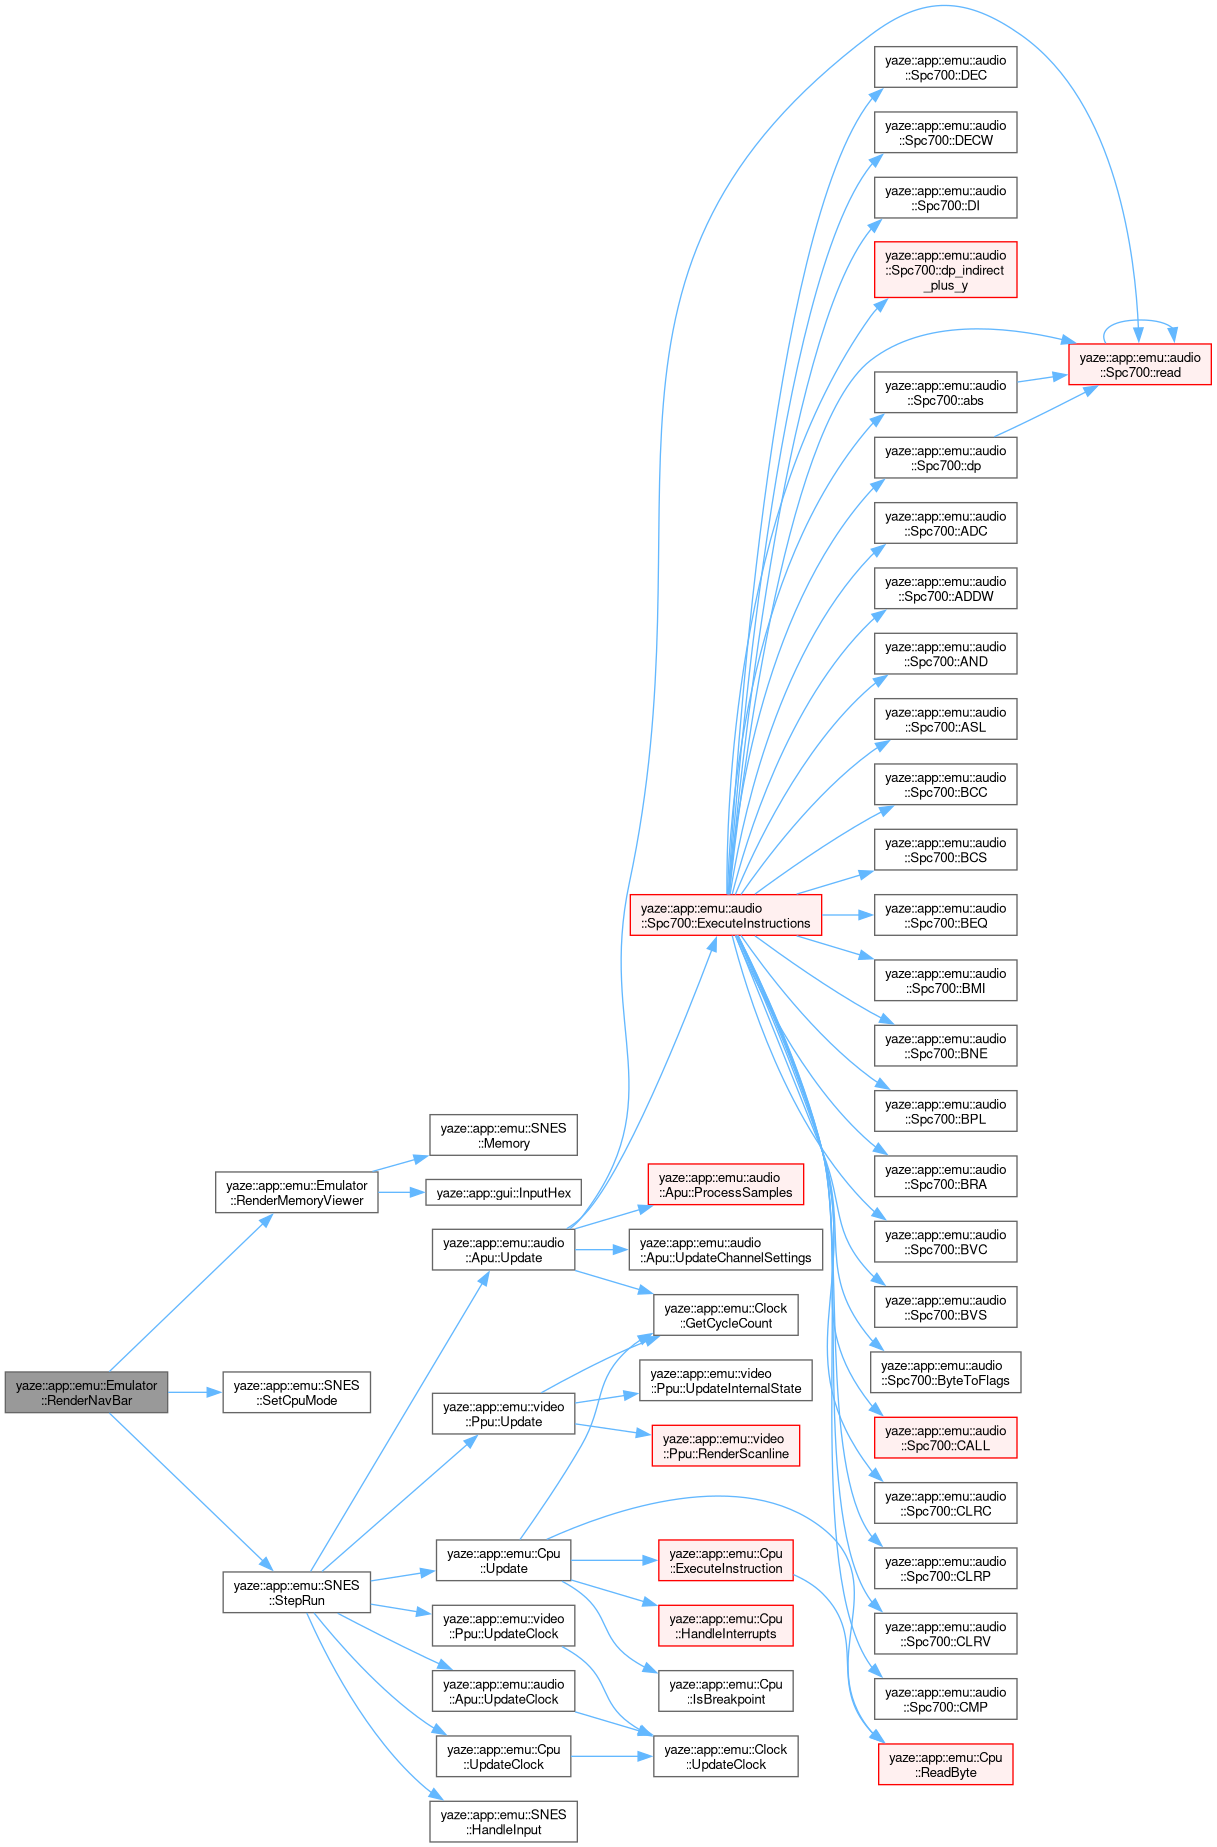 yaze::app::emu::Emulator
::RenderNavBar
yaze::app::emu::Emulator
::RenderMemoryViewer
yaze::app::emu::SNES
::SetCpuMode
yaze::app::emu::SNES
::StepRun
yaze::app::emu::SNES
::Memory
yaze::app::gui::InputHex
yaze::app::emu::audio
::Apu::Update
yaze::app::emu::video
::Ppu::Update
yaze::app::emu::Cpu
::Update
yaze::app::emu::video
::Ppu::UpdateClock
yaze::app::emu::audio
::Apu::UpdateClock
yaze::app::emu::Cpu
::UpdateClock
yaze::app::emu::SNES
::HandleInput
yaze::app::emu::audio
::Spc700::ExecuteInstructions
yaze::app::emu::audio
::Apu::ProcessSamples
yaze::app::emu::audio
::Apu::UpdateChannelSettings
yaze::app::emu::Clock
::GetCycleCount
yaze::app::emu::video
::Ppu::UpdateInternalState
yaze::app::emu::video
::Ppu::RenderScanline
yaze::app::emu::Cpu
::ExecuteInstruction
yaze::app::emu::Cpu
::HandleInterrupts
yaze::app::emu::Cpu
::IsBreakpoint
yaze::app::emu::Clock
::UpdateClock
yaze::app::emu::audio
::Spc700::DEC
yaze::app::emu::audio
::Spc700::DECW
yaze::app::emu::audio
::Spc700::DI
yaze::app::emu::audio
::Spc700::dp_indirect
_plus_y
yaze::app::emu::audio
::Spc700::abs
yaze::app::emu::audio
::Spc700::dp
yaze::app::emu::audio
::Spc700::ADC
yaze::app::emu::audio
::Spc700::ADDW
yaze::app::emu::audio
::Spc700::AND
yaze::app::emu::audio
::Spc700::ASL
yaze::app::emu::audio
::Spc700::BCC
yaze::app::emu::audio
::Spc700::BCS
yaze::app::emu::audio
::Spc700::BEQ
yaze::app::emu::audio
::Spc700::BMI
yaze::app::emu::audio
::Spc700::BNE
yaze::app::emu::audio
::Spc700::BPL
yaze::app::emu::audio
::Spc700::BRA
yaze::app::emu::audio
::Spc700::BVC
yaze::app::emu::audio
::Spc700::BVS
yaze::app::emu::audio
::Spc700::ByteToFlags
yaze::app::emu::audio
::Spc700::CALL
yaze::app::emu::audio
::Spc700::CLRC
yaze::app::emu::audio
::Spc700::CLRP
yaze::app::emu::audio
::Spc700::CLRV
yaze::app::emu::audio
::Spc700::CMP
yaze::app::emu::Cpu
::ReadByte
yaze::app::emu::audio
::Spc700::read